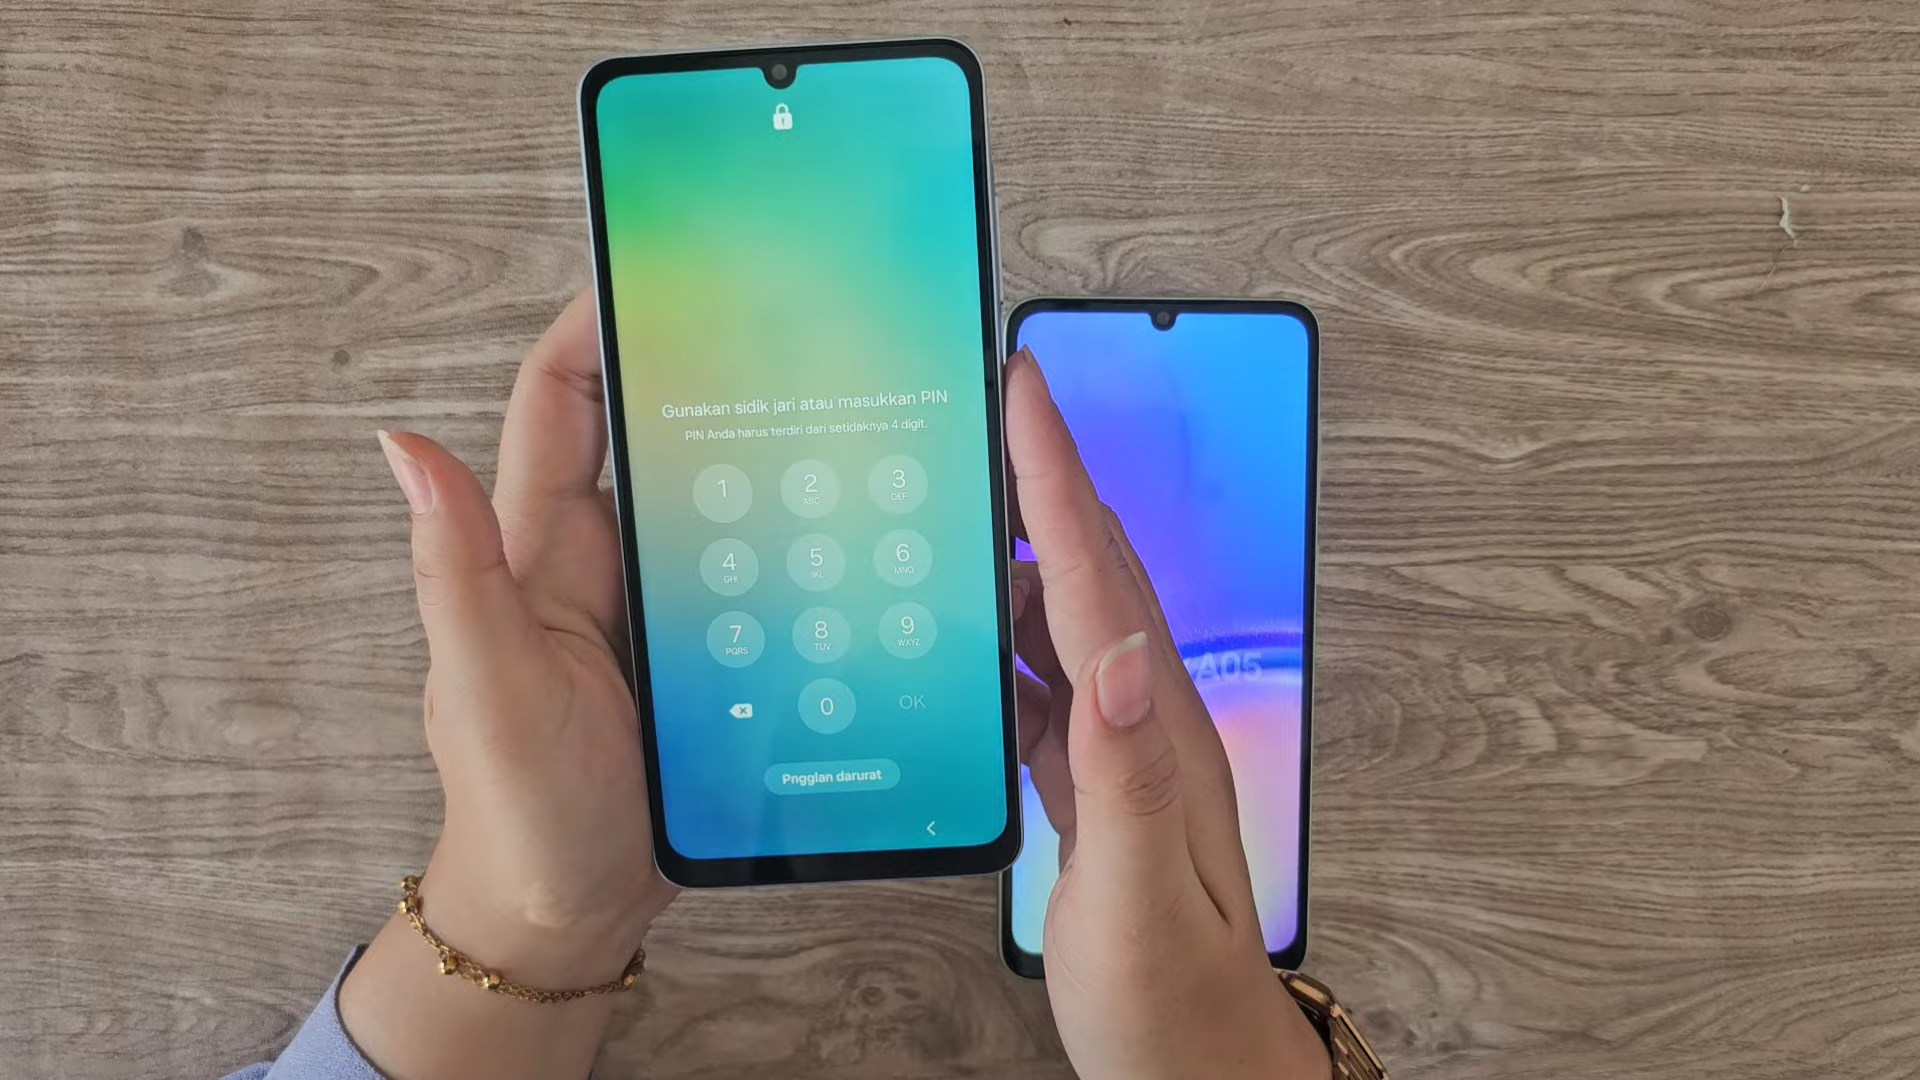 Gunakan sidik jari atau masukkan PIN
PIN Anda harus terdiri dari setidaknya 4 digit.
1
2
ABC
3
DEF
4
GHI
5
JKL
6
MNO
7
PQRS
8
TUV
9
WXYZ
0
OK
Pngglan darurat
A05